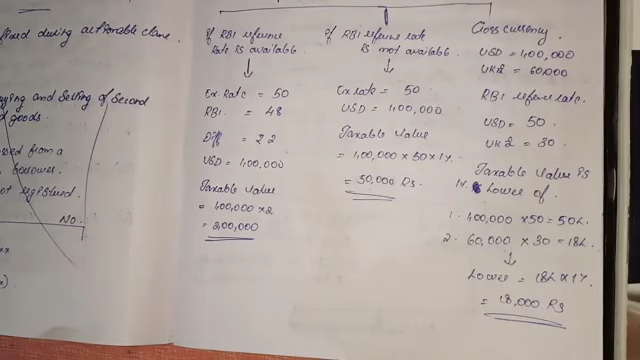 fixed during actionable claim.
ying and Selling of Second
d goods.
sed from a
borrower.
not registered.
No.
If RBI reference
Rate is available.
Ex. Rate = 50
RBI = 48
Diff = 2
USD = 1,00,000
Taxable Value
= 1,00,000 x 2
= 2,00,000
If RBI reference rate
is not available.
Ex Rate = 50
USD = 1,00,000
Taxable Value
= 1,00,000 x 50 x 1%
= 50,000 Rs.
Cross currency.
USD = 1,00,000
UK£ = 60,000
RBI reference rate.
USD = 50
UK£ = 30.
Taxable Value is
1% Lower of.
1. 1,00,000 x 50 = 50L.
2. 60,000 x 30 = 18L.
Lower = 18L x 1%
= 18,000 Rs